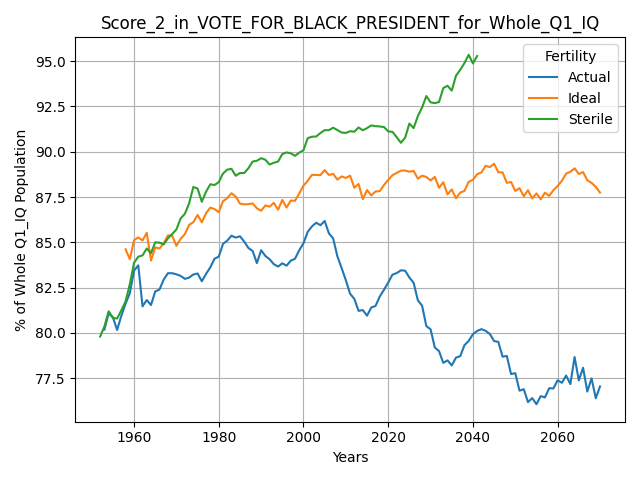 Score_2_in_VOTE_FOR_BLACK_PRESIDENT_for_Whole_Q1_IQ
Fertility
Actual
Ideal
Sterile
% of Whole Q1_IQ Population
95.0
92.5
90.0
87.5
85.0
82.5
80.0
77.5
1960 1980 2000 2020 2040 2060
Years